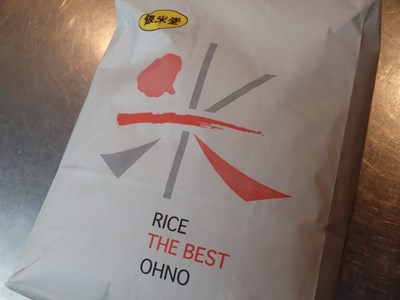 米
RICE
THE BEST
OHNO